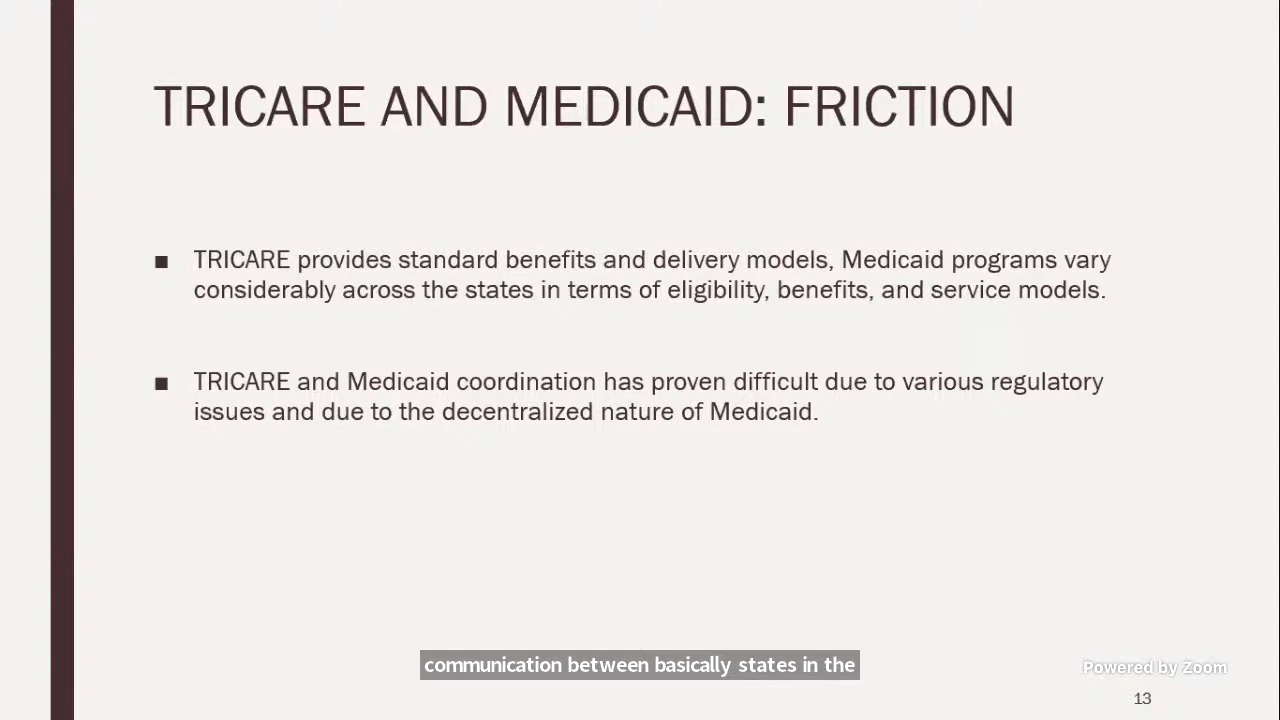 TRICARE AND MEDICAID: FRICTION
■ TRICARE provides standard benefits and delivery models, Medicaid programs vary
considerably across the states in terms of eligibility, benefits, and service models.
■ TRICARE and Medicaid coordination has proven difficult due to various regulatory
issues and due to the decentralized nature of Medicaid.
communication between basically states in the
Powered by Zoom
13